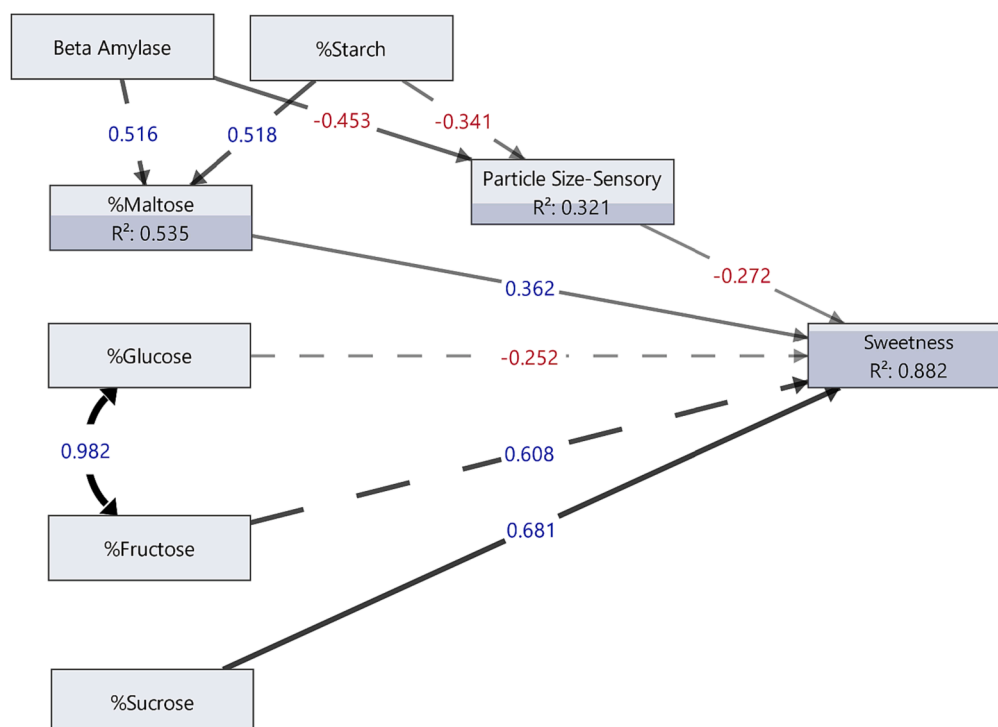 Beta Amylase
%Starch
0.516
0.518
-0.453
-0.341
%Maltose
R²: 0.535
Particle Size-Sensory
R²: 0.321
-0.272
0.362
%Glucose
-0.252
Sweetness
R²: 0.882
0.982
0.608
%Fructose
0.681
%Sucrose